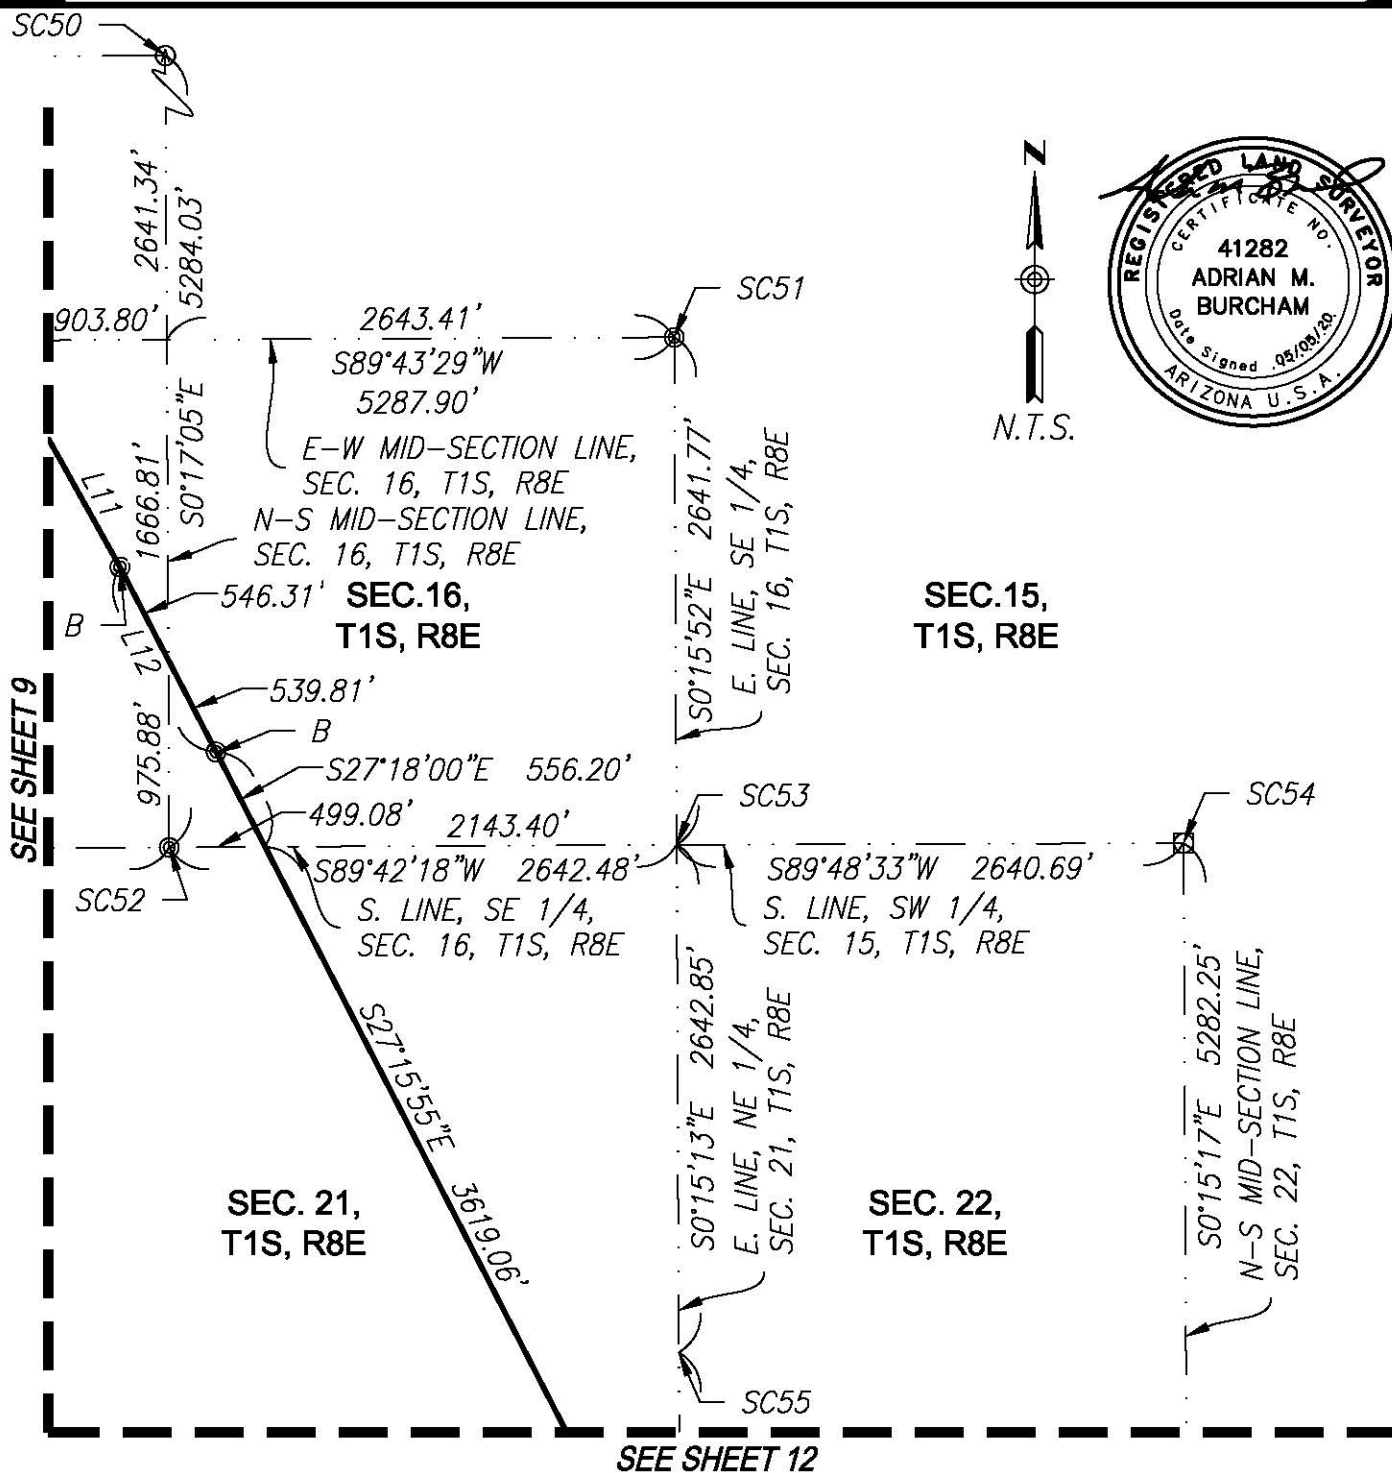 SC50
2641.34'
5284.03'
N
REGISTERED LAND SURVEYOR
CERTIFICATE NO.
41282
ADRIAN M.
BURCHAM
Date Signed 05/05/20
ARIZONA U.S.A.
N.T.S.
SC51
903.80'
2643.41'
S89°43'29"W
5287.90'
E-W MID-SECTION LINE,
SEC. 16, T1S, R8E
N-S MID-SECTION LINE,
SEC. 16, T1S, R8E
L11
1666.81'
S0°17'05"E
S0°15'52"E 2641.77'
E. LINE, SE 1/4,
SEC. 16, T1S, R8E
546.31'
SEC.16,
T1S, R8E
SEC.15,
T1S, R8E
B
L12
539.81'
B
975.88'
SEE SHEET 9
S27°18'00"E 556.20'
499.08'
2143.40'
SC53
SC54
S89°42'18"W 2642.48'
S. LINE, SE 1/4,
SEC. 16, T1S, R8E
S89°48'33"W 2640.69'
S. LINE, SW 1/4,
SEC. 15, T1S, R8E
SC52
S27°15'55"E 3619.06'
S0°15'13"E 2642.85'
E. LINE, NE 1/4,
SEC. 21, T1S, R8E
S0°15'17"E 5282.25'
N-S MID-SECTION LINE,
SEC. 22, T1S, R8E
SEC. 21,
T1S, R8E
SEC. 22,
T1S, R8E
SC55
SEE SHEET 12